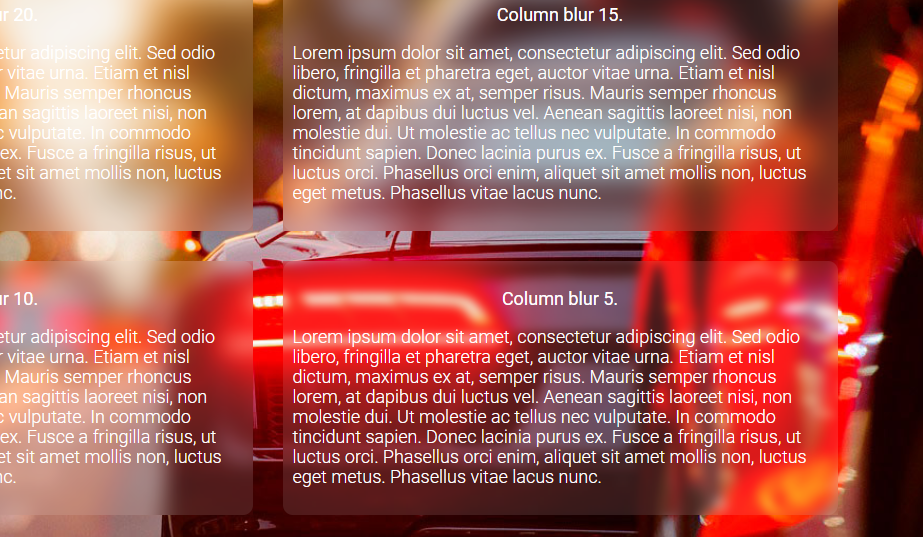 r 20.
etur adipiscing elit. Sed odio
r vitae urna. Etiam et nisl
Mauris semper rhoncus
an sagittis laoreet nisi, non
c vulputate. In commodo
ex. Fusce a fringilla risus, ut
et sit amet mollis non, luctus
nc.
Column blur 15.
Lorem ipsum dolor sit amet, consectetur adipiscing elit. Sed odio
libero, fringilla et pharetra eget, auctor vitae urna. Etiam et nisl
dictum, maximus ex at, semper risus. Mauris semper rhoncus
lorem, at dapibus dui luctus vel. Aenean sagittis laoreet nisi, non
molestie dui. Ut molestie ac tellus nec vulputate. In commodo
tincidunt sapien. Donec lacinia purus ex. Fusce a fringilla risus, ut
luctus orci. Phasellus orci enim, aliquet sit amet mollis non, luctus
eget metus. Phasellus vitae lacus nunc.
r 10.
etur adipiscing elit. Sed odio
r vitae urna. Etiam et nisl
Mauris semper rhoncus
an sagittis laoreet nisi, non
c vulputate. In commodo
ex. Fusce a fringilla risus, ut
et sit amet mollis non, luctus
nc.
Column blur 5.
Lorem ipsum dolor sit amet, consectetur adipiscing elit. Sed odio
libero, fringilla et pharetra eget, auctor vitae urna. Etiam et nisl
dictum, maximus ex at, semper risus. Mauris semper rhoncus
lorem, at dapibus dui luctus vel. Aenean sagittis laoreet nisi, non
molestie dui. Ut molestie ac tellus nec vulputate. In commodo
tincidunt sapien. Donec lacinia purus ex. Fusce a fringilla risus, ut
luctus orci. Phasellus orci enim, aliquet sit amet mollis non, luctus
eget metus. Phasellus vitae lacus nunc.